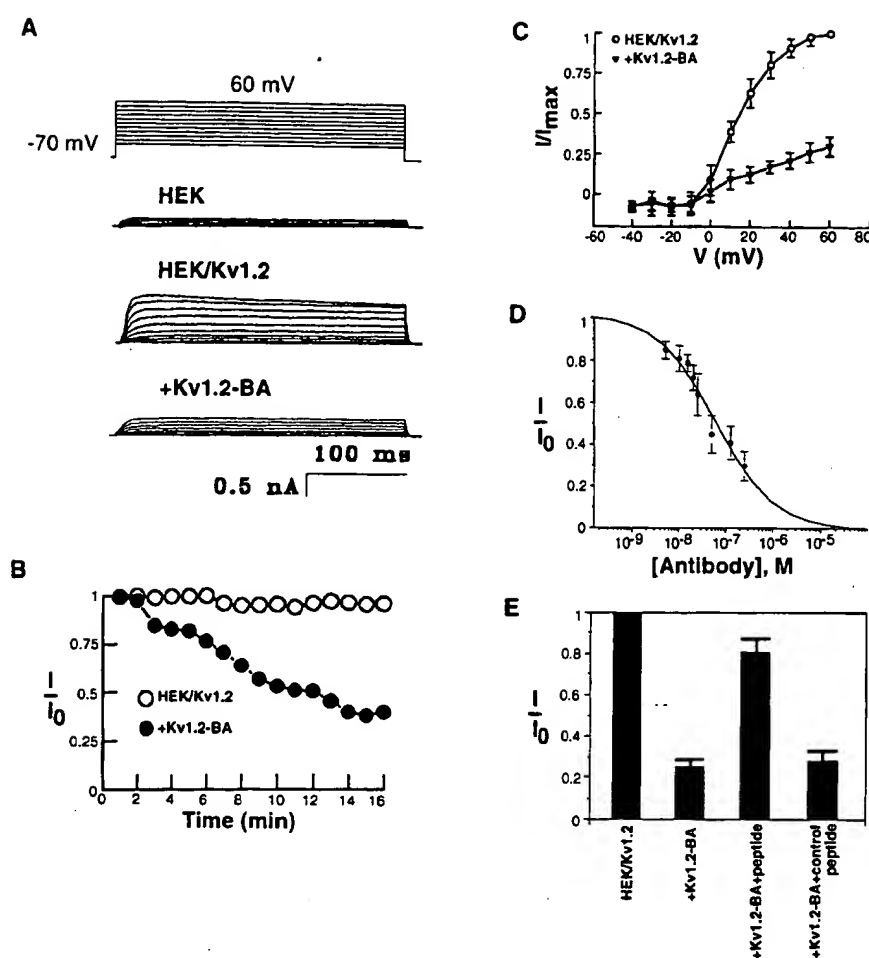 A
60 mV
-70 mV
HEK
HEK/Kv1.2
+Kv1.2-BA
100 ms
0.5 nA
B
1
0.75
I/I0
0.5
0.25
0
HEK/Kv1.2
+Kv1.2-BA
0 2 4 6 8 10 12 14 16
Time (min)
C
HEK/Kv1.2
+Kv1.2-BA
1
0.75
I/Imax
0.25
0
-60 -40 -20 0 20 40 60 80
V (mV)
D
1
0.8
0.6
I/I0
0.4
0.2
0
10-9 10-8 10-7 10-6 10-5
[Antibody], M
E
1
0.8
0.6
I/I0
0.4
0.2
0
HEK/Kv1.2
+Kv1.2-BA
+Kv1.2-BA+peptide
+Kv1.2-BA+control
peptide